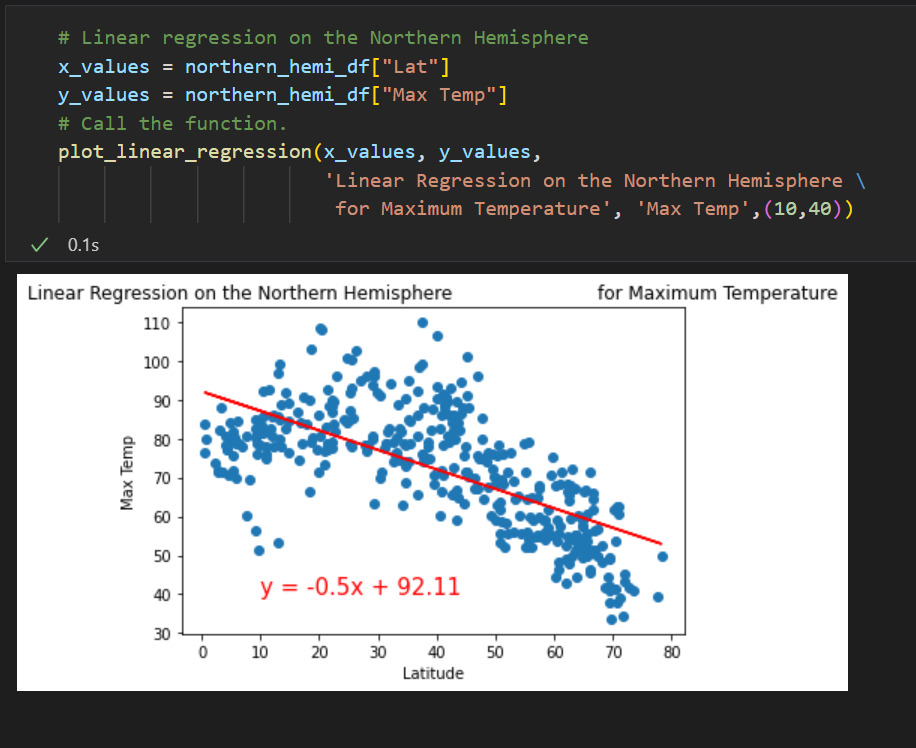 # Linear regression on the Northern Hemisphere
x_values = northern_hemi_df["Lat"]
y_values = northern_hemi_df["Max Temp"]
# Call the function.
plot_linear_regression(x_values, y_values,
'Linear Regression on the Northern Hemisphere \
for Maximum Temperature', 'Max Temp',(10,40))
0.1s
Linear Regression on the Northern Hemisphere for Maximum Temperature
110
100
90
80
70
60
50
40
30
Max Temp
y = -0.5x + 92.11
0 10 20 30 40 50 60 70 80
Latitude